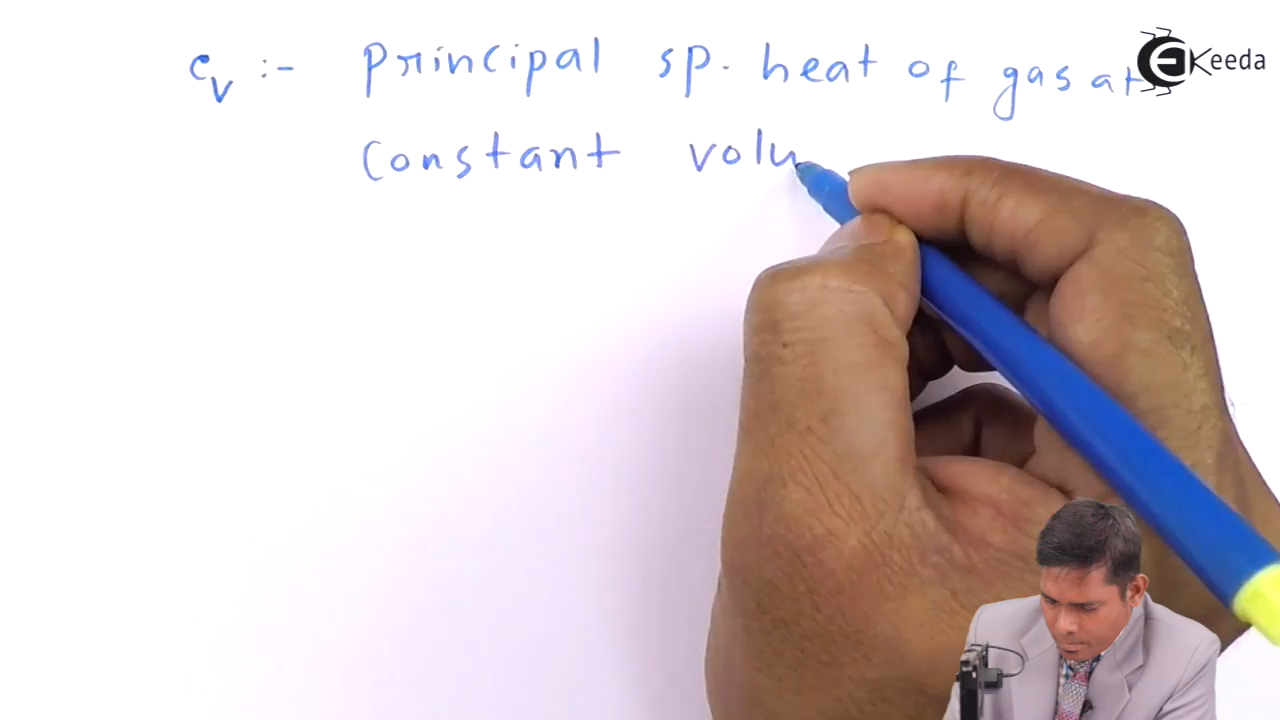 Cv :- Principal sp. heat of gas at
constant volu
Ekeeda